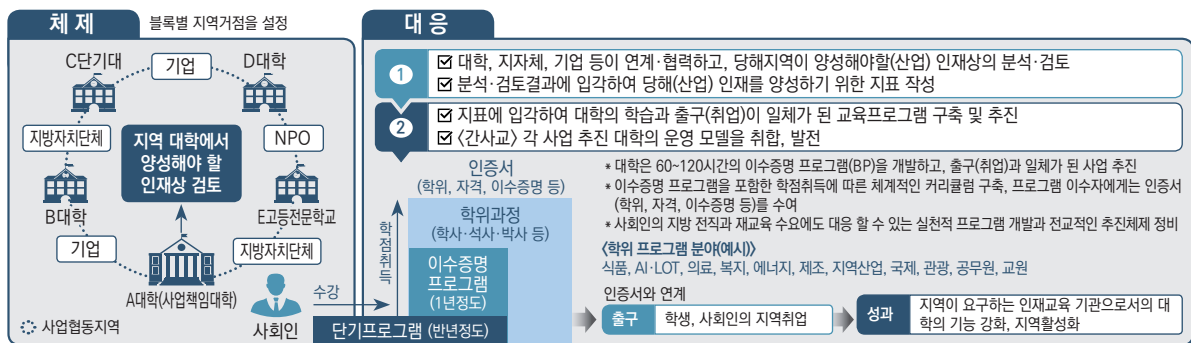 체 제
블록별 지역거점을 설정
C단기대
기업
D대학
지방자치단체
NPO
지역 대학에서
양성해야 할
인재상 검토
B대학
E고등전문학교
기업
지방자치단체
A대학(사업책임대학)
사회인
사업협동지역
수강
대 응
1
☑ 대학, 지자체, 기업 등이 연계·협력하고, 당해지역이 양성해야할(산업) 인재상의 분석·검토
☑ 분석·검토결과에 입각하여 당해(산업) 인재를 양성하기 위한 지표 작성
2
☑ 지표에 입각하여 대학의 학습과 출구(취업)이 일체가 된 교육프로그램 구축 및 추진
☑ 〈간사교〉 각 사업 추진 대학의 운영 모델을 취합, 발전
인증서
(학위, 자격, 이수증명 등)
학점취득
학위과정
(학사·석사·박사 등)
이수증명
프로그램
(1년정도)
단기프로그램 (반년정도)
* 대학은 60~120시간의 이수증명 프로그램(BP)을 개발하고, 출구(취업)과 일체가 된 사업 추진
* 이수증명 프로그램을 포함한 학점취득에 따른 체계적인 커리큘럼 구축, 프로그램 이수자에게는 인증서
(학위, 자격, 이수증명 등)를 수여
* 사회인의 지방 전직과 재교육 수요에도 대응 할 수 있는 실천적 프로그램 개발과 전교적인 추진체제 정비
〈학위 프로그램 분야(예시)〉
식품, AI·LOT, 의료, 복지, 에너지, 제조, 지역산업, 국제, 관광, 공무원, 교원
인증서와 연계
출구
학생, 사회인의 지역취업
성과
지역이 요구하는 인재교육 기관으로서의 대
학의 기능 강화, 지역활성화